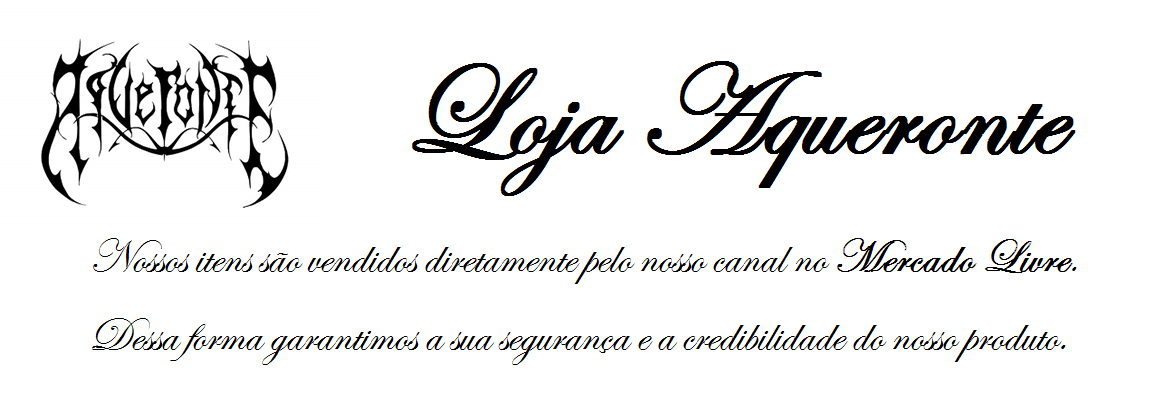 Aqueronte
Loja Aqueronte
Nossos itens são vendidos diretamente pelo nosso canal no Mercado Livre.
Dessa forma garantimos a sua segurança e a credibilidade do nosso produto.